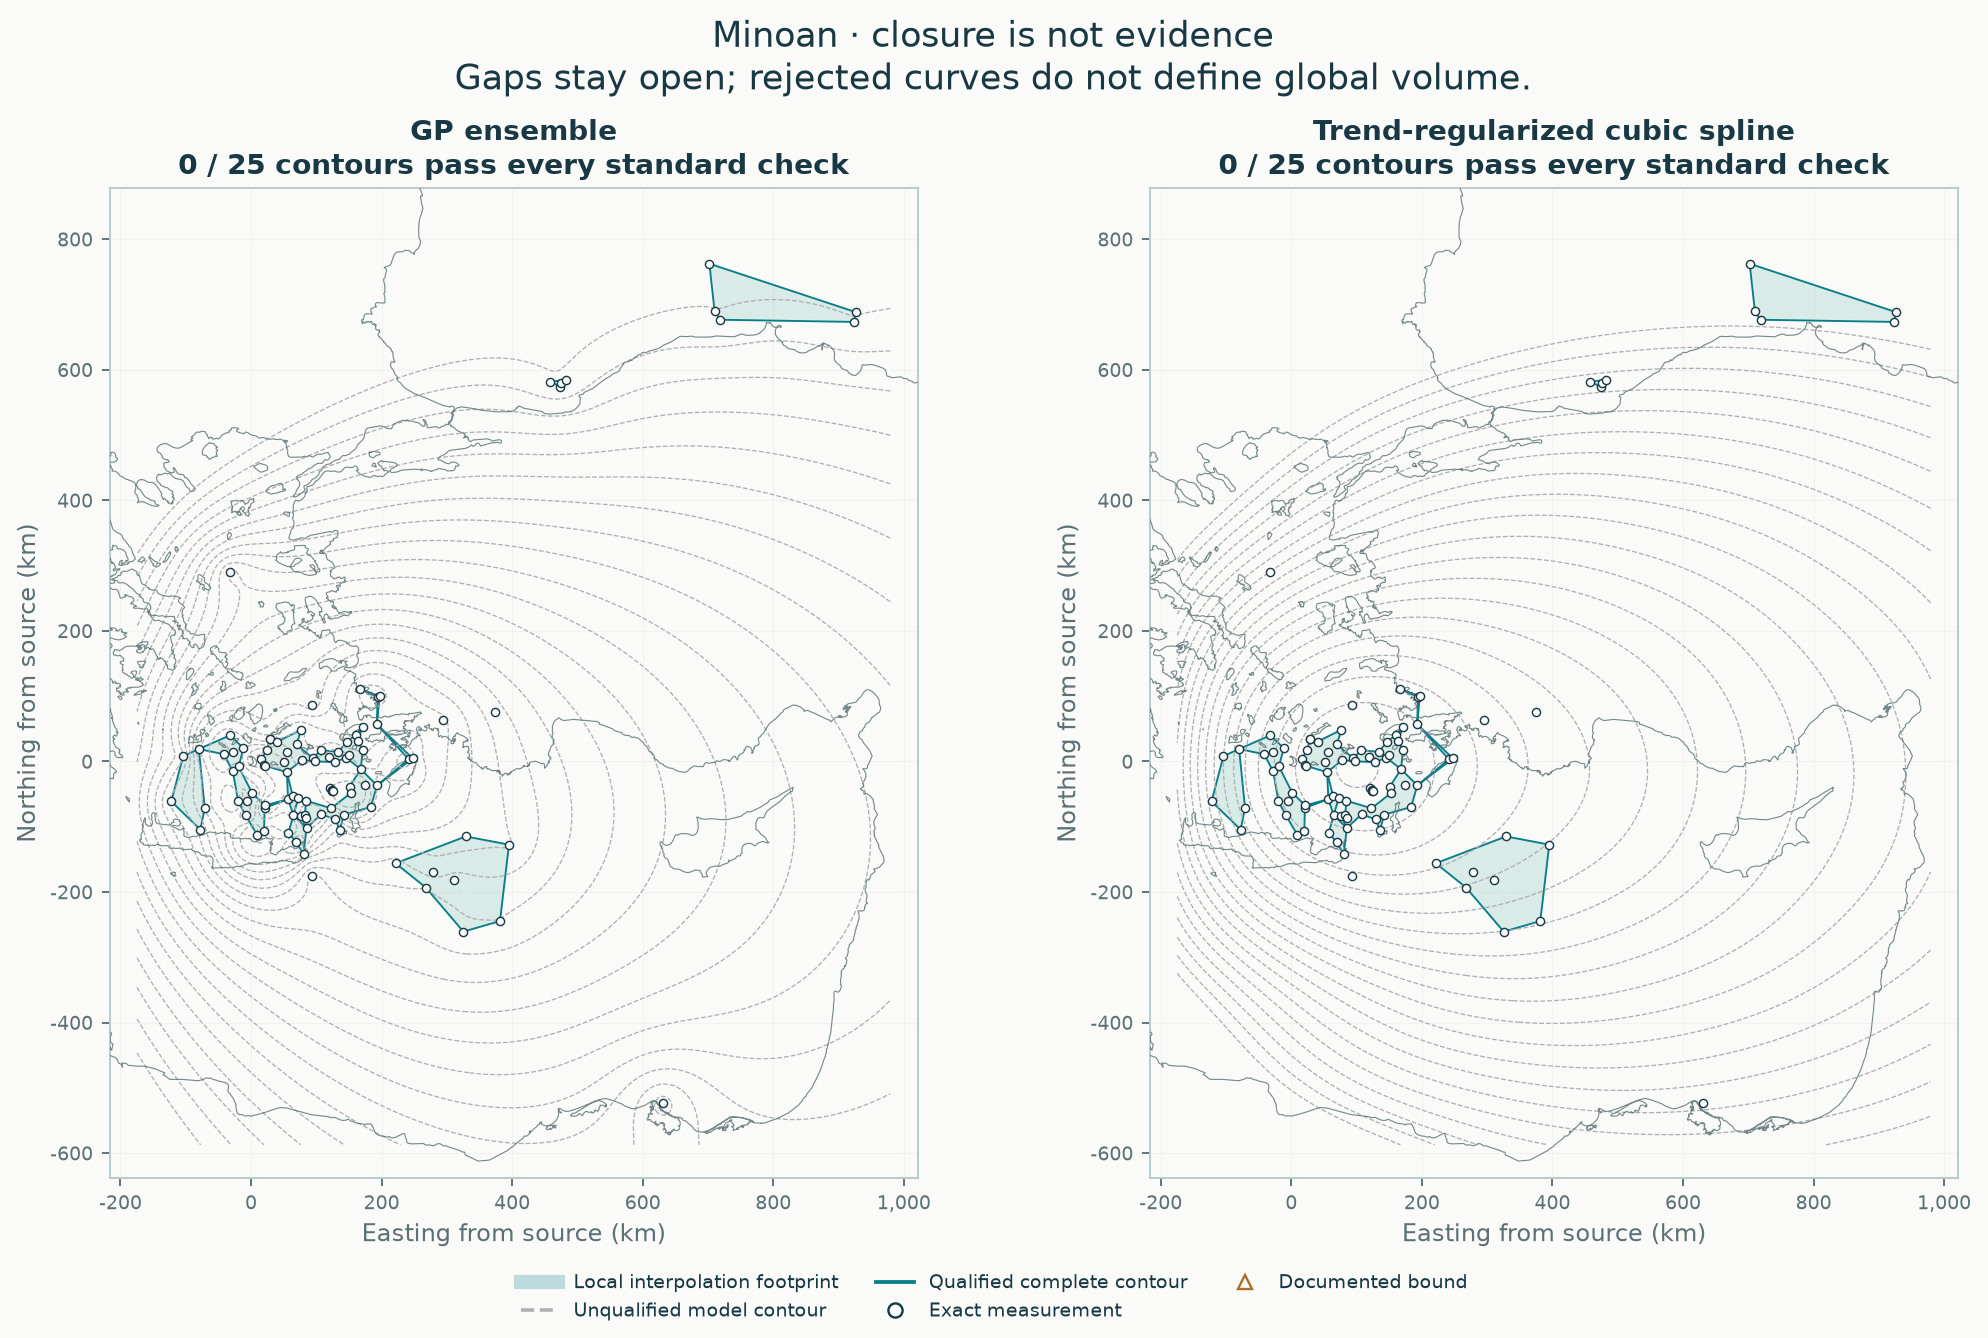 Minoan · closure is not evidence
Gaps stay open; rejected curves do not define global volume.
GP ensemble
0 / 25 contours pass every standard check
Trend-regularized cubic spline
0 / 25 contours pass every standard check
Northing from source (km)
800
600
400
200
0
-200
-400
-600
-200
0
200
400
600
800
1,000
Easting from source (km)
Northing from source (km)
800
600
400
200
0
-200
-400
-600
-200
0
200
400
600
800
1,000
Easting from source (km)
Local interpolation footprint
Unqualified model contour
Qualified complete contour
Exact measurement
Documented bound